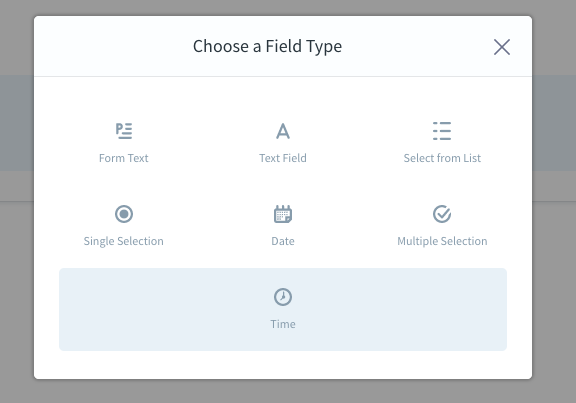 Choose a Field Type
Form Text
Text Field
Select from List
Single Selection
Date
Multiple Selection
Time